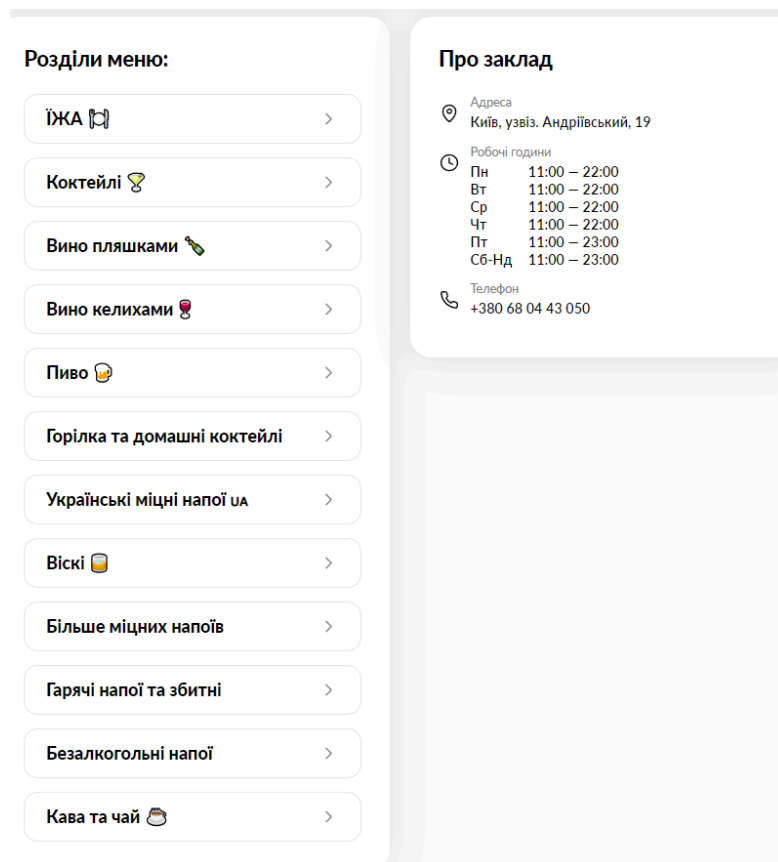 Розділи меню:
ЇЖА 🍽
Коктейлі 🍸
Вино пляшками 🍾
Вино келихами 🍷
Пиво 🍺
Горілка та домашні коктейлі
Українські міцні напої 🇺🇦
Віскі 🥃
Більше міцних напоїв
Гарячі напої та збитні
Безалкогольні напої
Кава та чай ☕
Про заклад
Адреса
Київ, узвіз. Андріївський, 19
Робочі години
Пн 11:00 — 22:00
Вт 11:00 — 22:00
Ср 11:00 — 22:00
Чт 11:00 — 22:00
Пт 11:00 — 23:00
Сб-Нд 11:00 — 23:00
Телефон
+380 68 04 43 050